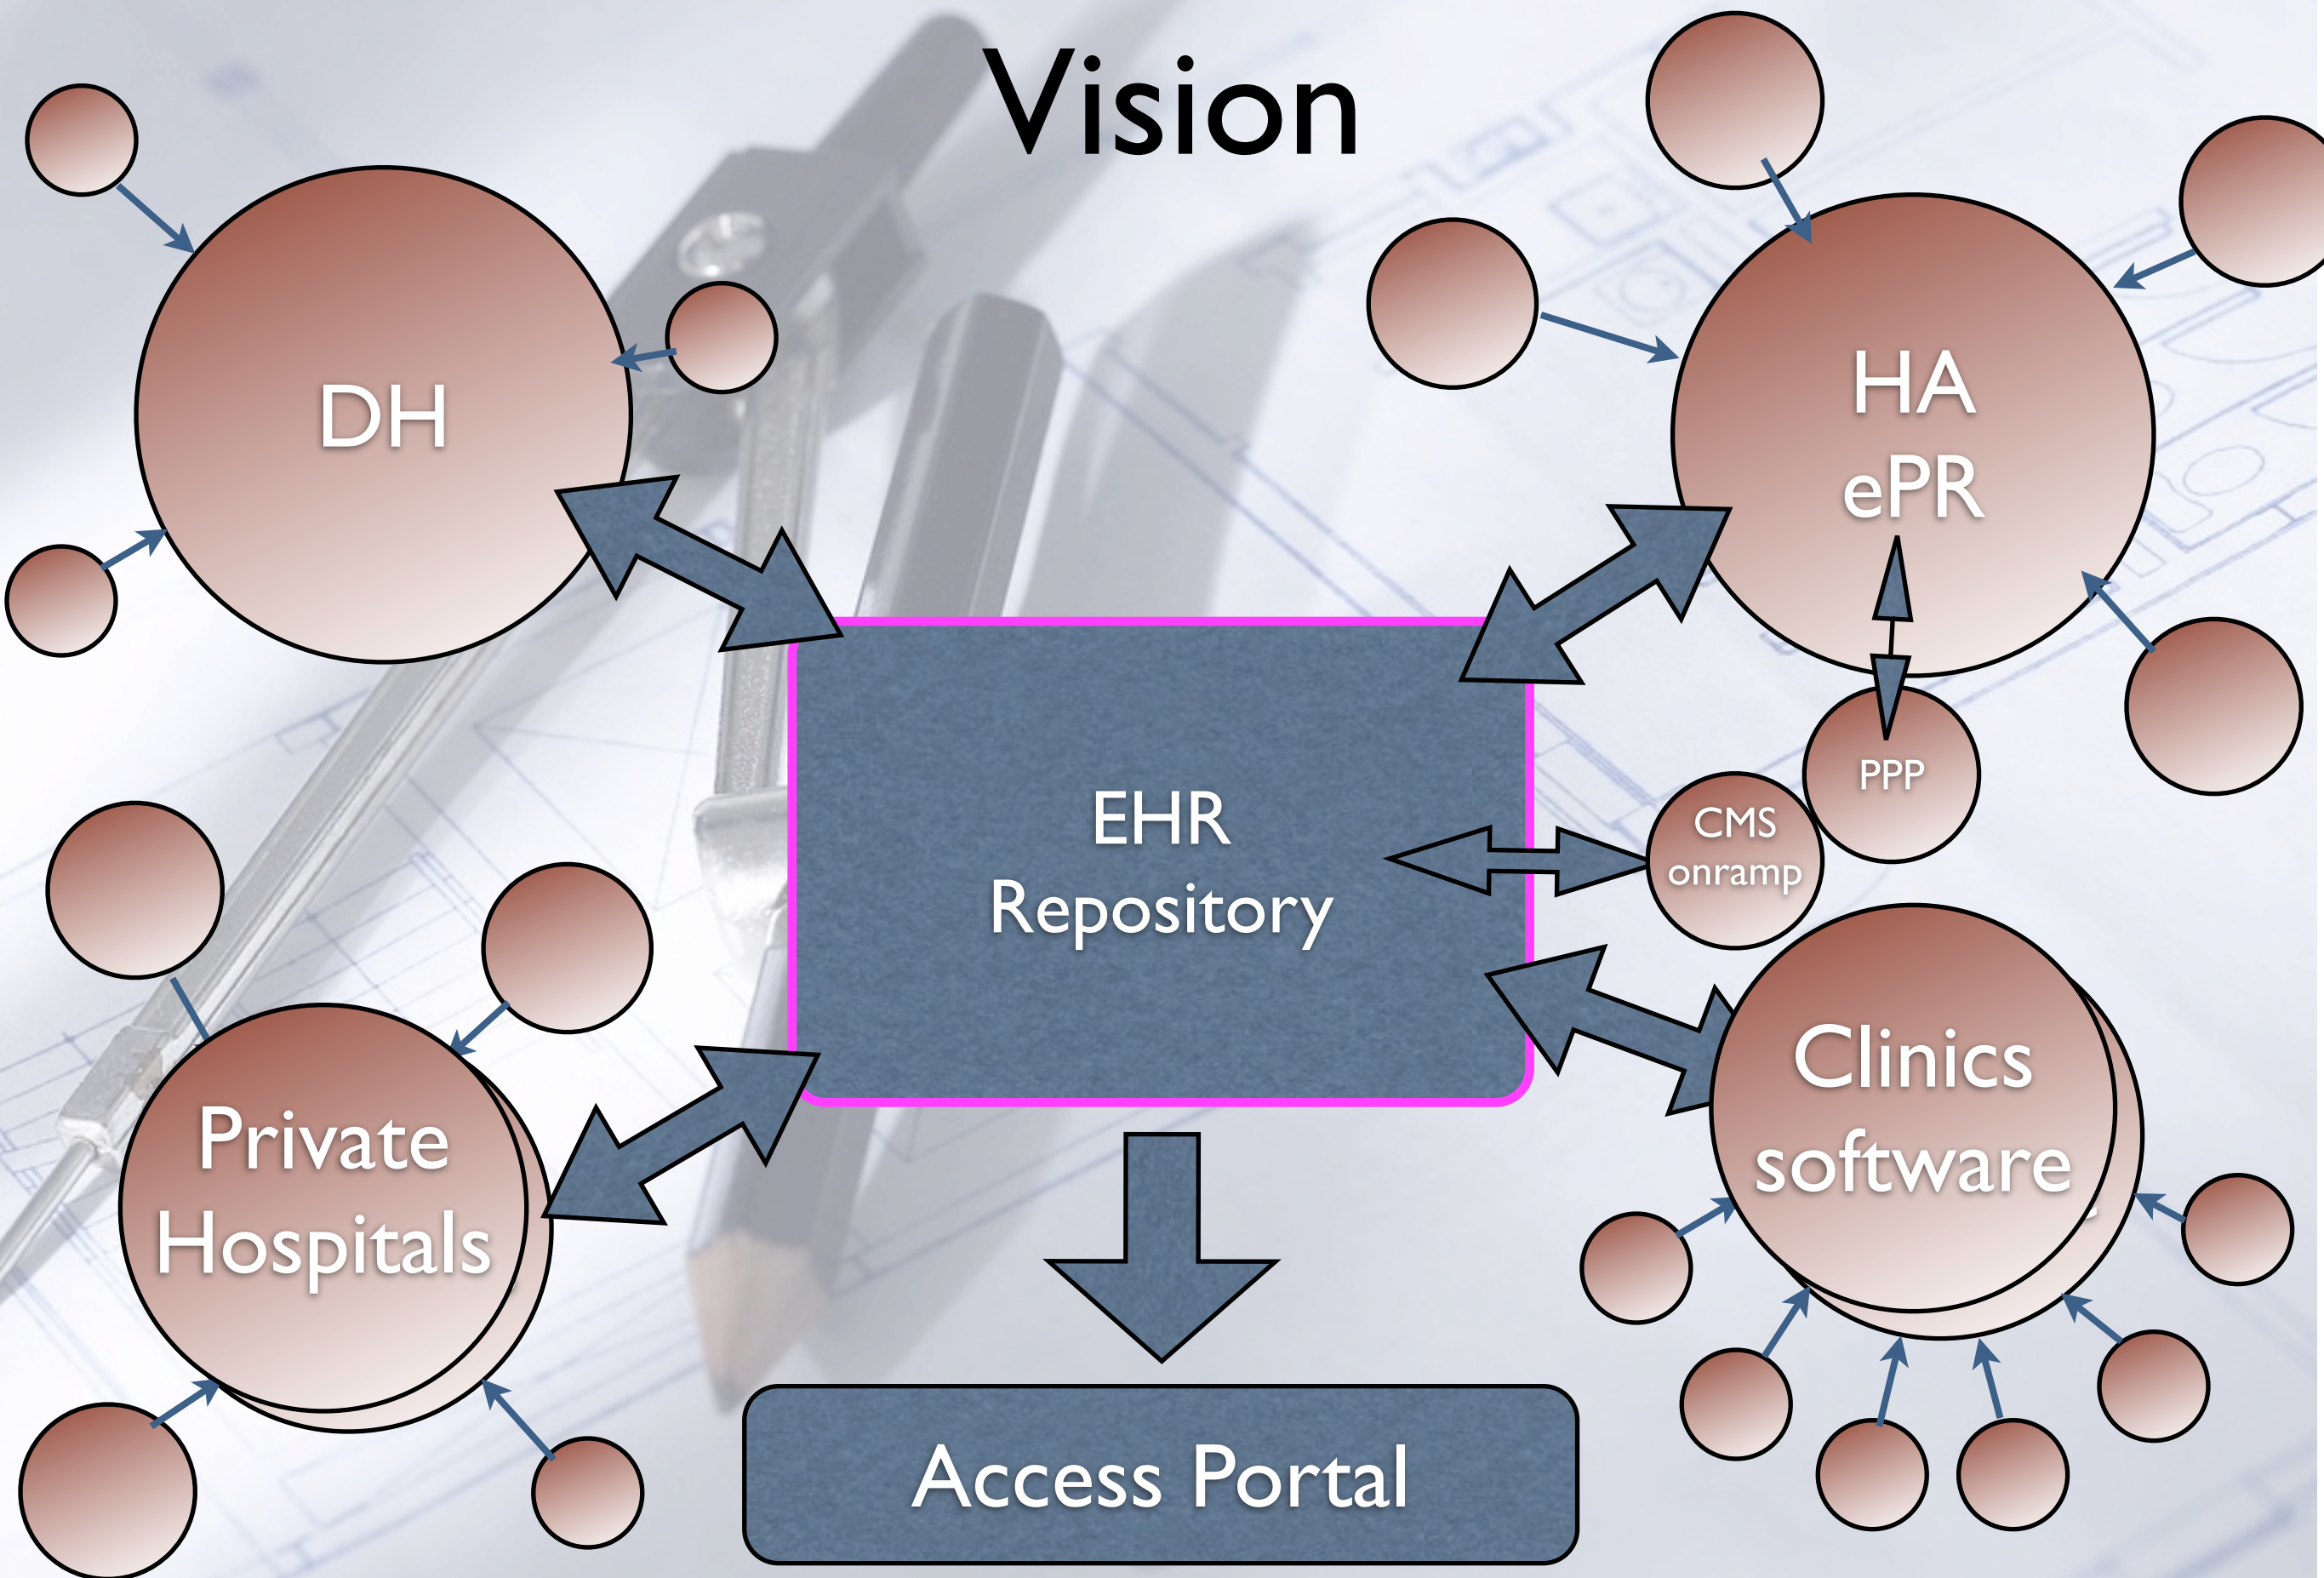 Vision
DH
HA
ePR
PPP
CMS
onramp
EHR
Repository
Clinics
software
Private
Hospitals
Access Portal